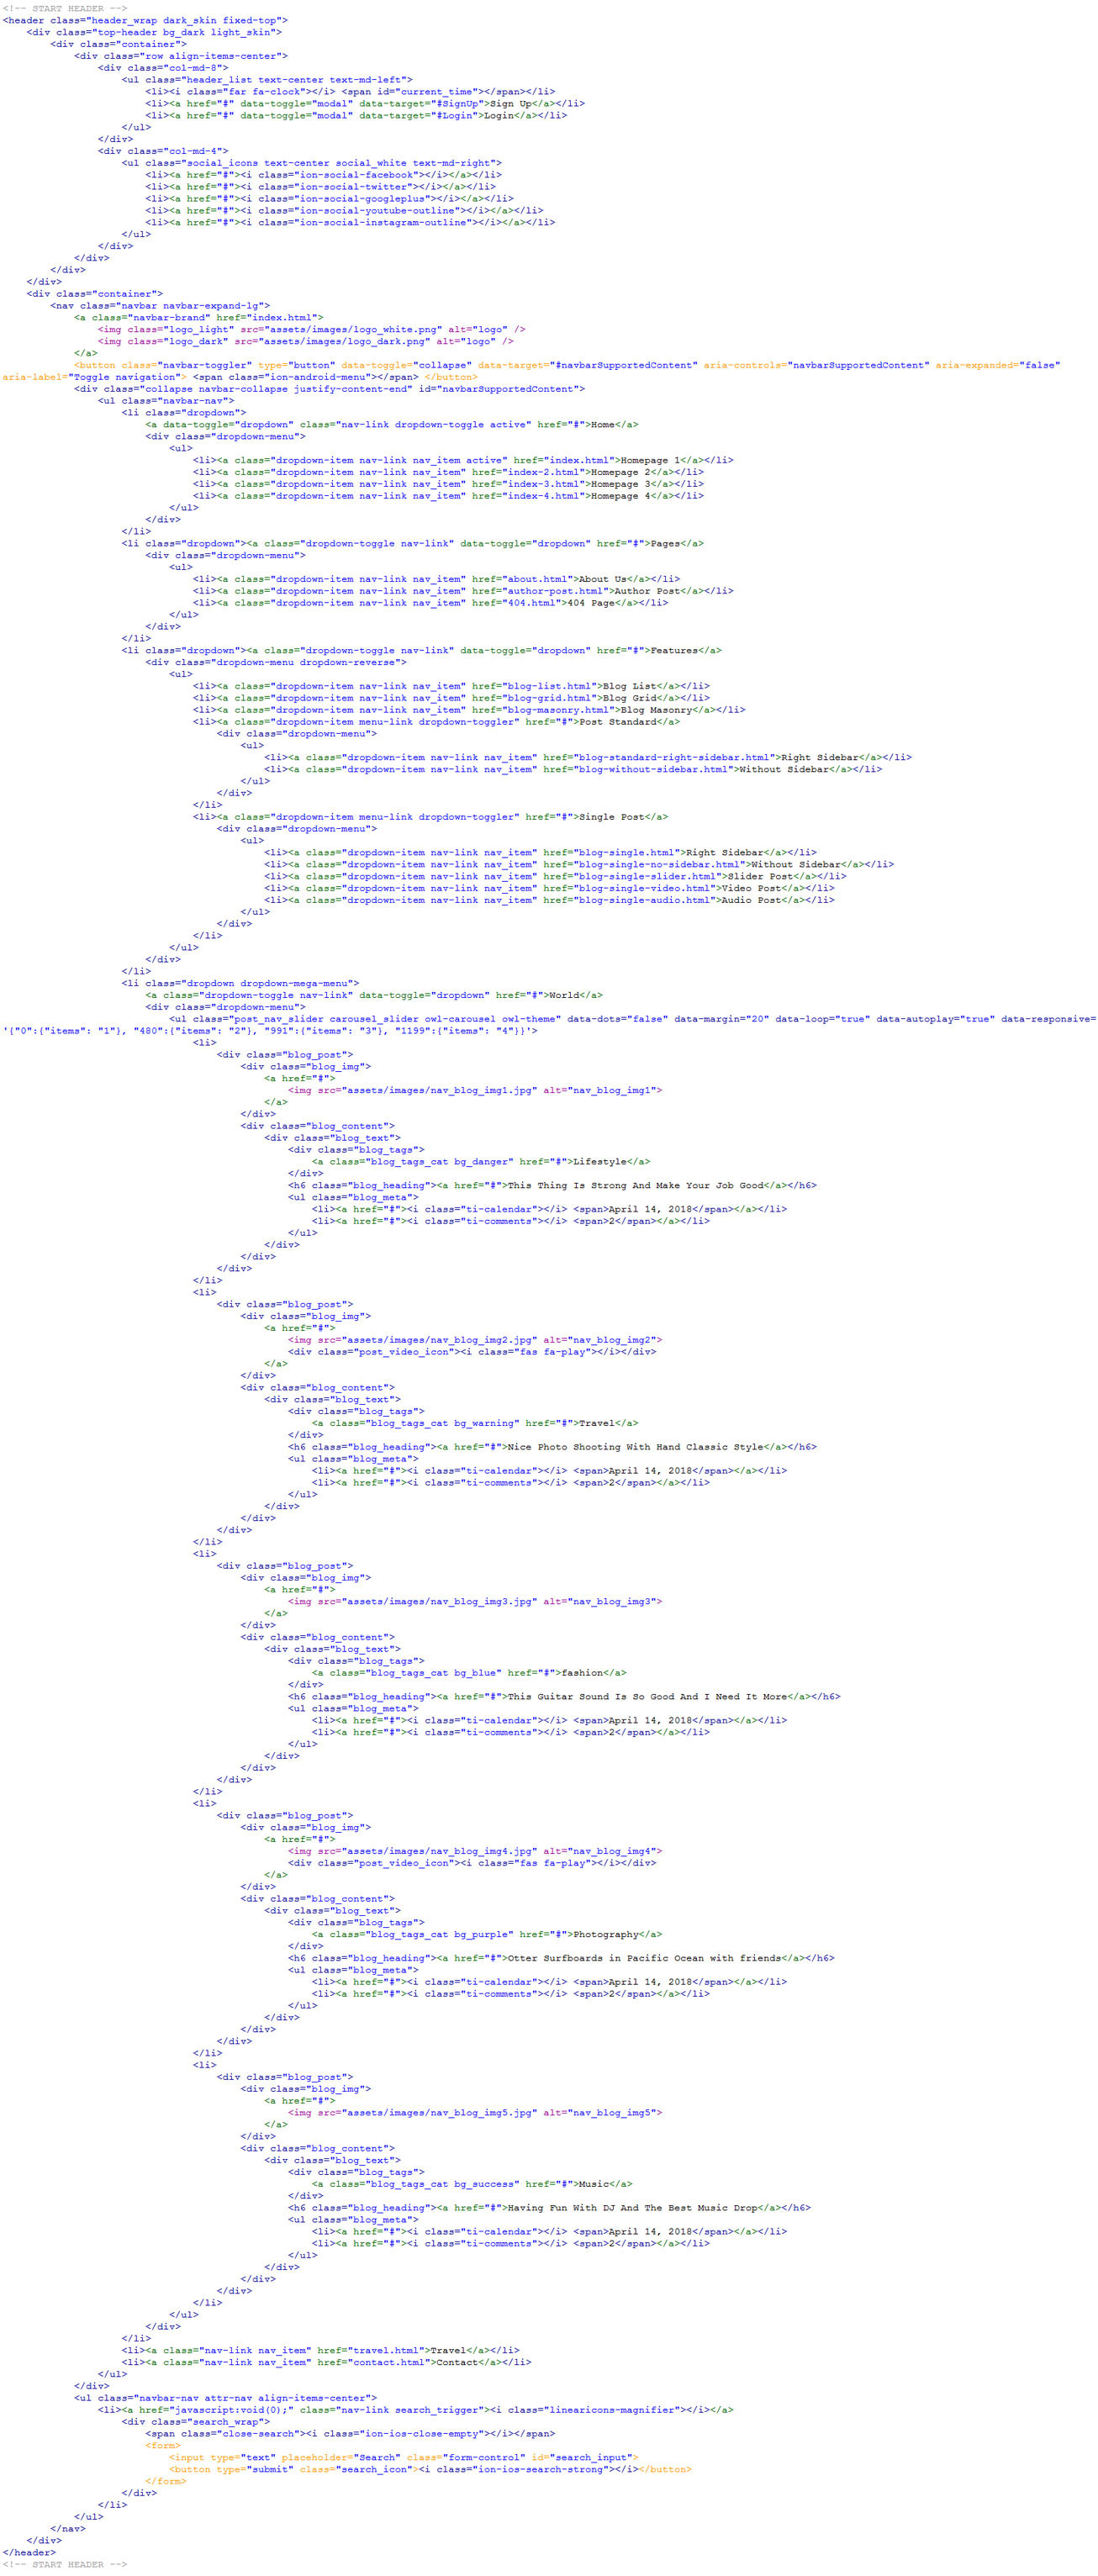 <!-- START HEADER -->
<header class="header_wrap dark_skin fixed-top">
<div class="top-header bg_dark light_skin">
<div class="container">
<div class="row align-items-center">
<div class="col-md-8">
<ul class="header_list text-center text-md-left">
<li><i class="far fa-clock"></i> <span id="current_time"></span></li>
<li><a href="#" data-toggle="modal" data-target="#SignUp">Sign Up</a></li>
<li><a href="#" data-toggle="modal" data-target="#Login">Login</a></li>
</ul>
</div>
<div class="col-md-4">
<ul class="social_icons text-center social_white text-md-right">
<li><a href="#"><i class="ion-social-facebook"></i></a></li>
<li><a href="#"><i class="ion-social-twitter"></i></a></li>
<li><a href="#"><i class="ion-social-googleplus"></i></a></li>
<li><a href="#"><i class="ion-social-youtube-outline"></i></a></li>
<li><a href="#"><i class="ion-social-instagram-outline"></i></a></li>
</ul>
</div>
</div>
</div>
</div>
<div class="container">
<nav class="navbar navbar-expand-lg">
<a class="navbar-brand" href="index.html">
<img class="logo_light" src="assets/images/logo_white.png" alt="logo" />
<img class="logo_dark" src="assets/images/logo_dark.png" alt="logo" />
</a>
<button class="navbar-toggler" type="button" data-toggle="collapse" data-target="#navbarSupportedContent" aria-controls="navbarSupportedContent" aria-expanded="false"
aria-label="Toggle navigation"> <span class="ion-android-menu"></span> </button>
<div class="collapse navbar-collapse justify-content-end" id="navbarSupportedContent">
<ul class="navbar-nav">
<li class="dropdown">
<a data-toggle="dropdown" class="nav-link dropdown-toggle active" href="#">Home</a>
<div class="dropdown-menu">
<ul>
<li><a class="dropdown-item nav-link nav_item active" href="index.html">Homepage 1</a></li>
<li><a class="dropdown-item nav-link nav_item" href="index-2.html">Homepage 2</a></li>
<li><a class="dropdown-item nav-link nav_item" href="index-3.html">Homepage 3</a></li>
<li><a class="dropdown-item nav-link nav_item" href="index-4.html">Homepage 4</a></li>
</ul>
</div>
</li>
<li class="dropdown"><a class="dropdown-toggle nav-link" data-toggle="dropdown" href="#">Pages</a>
<div class="dropdown-menu">
<ul>
<li><a class="dropdown-item nav-link nav_item" href="about.html">About Us</a></li>
<li><a class="dropdown-item nav-link nav_item" href="author-post.html">Author Post</a></li>
<li><a class="dropdown-item nav-link nav_item" href="404.html">404 Page</a></li>
</ul>
</div>
</li>
<li class="dropdown"><a class="dropdown-toggle nav-link" data-toggle="dropdown" href="#">Features</a>
<div class="dropdown-menu dropdown-reverse">
<ul>
<li><a class="dropdown-item nav-link nav_item" href="blog-list.html">Blog List</a></li>
<li><a class="dropdown-item nav-link nav_item" href="blog-grid.html">Blog Grid</a></li>
<li><a class="dropdown-item nav-link nav_item" href="blog-masonry.html">Blog Masonry</a></li>
<li><a class="dropdown-item menu-link dropdown-toggler" href="#">Post Standard</a>
<div class="dropdown-menu">
<ul>
<li><a class="dropdown-item nav-link nav_item" href="blog-standard-right-sidebar.html">Right Sidebar</a></li>
<li><a class="dropdown-item nav-link nav_item" href="blog-without-sidebar.html">Without Sidebar</a></li>
</ul>
</div>
</li>
<li><a class="dropdown-item menu-link dropdown-toggler" href="#">Single Post</a>
<div class="dropdown-menu">
<ul>
<li><a class="dropdown-item nav-link nav_item" href="blog-single.html">Right Sidebar</a></li>
<li><a class="dropdown-item nav-link nav_item" href="blog-single-no-sidebar.html">Without Sidebar</a></li>
<li><a class="dropdown-item nav-link nav_item" href="blog-single-slider.html">Slider Post</a></li>
<li><a class="dropdown-item nav-link nav_item" href="blog-single-video.html">Video Post</a></li>
<li><a class="dropdown-item nav-link nav_item" href="blog-single-audio.html">Audio Post</a></li>
</ul>
</div>
</li>
</ul>
</div>
</li>
<li class="dropdown dropdown-mega-menu">
<a class="dropdown-toggle nav-link" data-toggle="dropdown" href="#">World</a>
<div class="dropdown-menu">
<ul class="post_nav_slider carousel_slider owl-carousel owl-theme" data-dots="false" data-margin="20" data-loop="true" data-autoplay="true" data-responsive=
'{"0":{"items": "1"}, "480":{"items": "2"}, "991":{"items": "3"}, "1199":{"items": "4"}}'>
<li>
<div class="blog_post">
<div class="blog_img">
<a href="#">
<img src="assets/images/nav_blog_img1.jpg" alt="nav_blog_img1">
</a>
</div>
<div class="blog_content">
<div class="blog_text">
<div class="blog_tags">
<a class="blog_tags_cat bg_danger" href="#">Lifestyle</a>
</div>
<h6 class="blog_heading"><a href="#">This Thing Is Strong And Make Your Job Good</a></h6>
<ul class="blog_meta">
<li><a href="#"><i class="ti-calendar"></i> <span>April 14, 2018</span></a></li>
<li><a href="#"><i class="ti-comments"></i> <span>2</span></a></li>
</ul>
</div>
</div>
</div>
</li>
<li>
<div class="blog_post">
<div class="blog_img">
<a href="#">
<img src="assets/images/nav_blog_img2.jpg" alt="nav_blog_img2">
<div class="post_video_icon"><i class="fas fa-play"></i></div>
</a>
</div>
<div class="blog_content">
<div class="blog_text">
<div class="blog_tags">
<a class="blog_tags_cat bg_warning" href="#">Travel</a>
</div>
<h6 class="blog_heading"><a href="#">Nice Photo Shooting With Hand Classic Style</a></h6>
<ul class="blog_meta">
<li><a href="#"><i class="ti-calendar"></i> <span>April 14, 2018</span></a></li>
<li><a href="#"><i class="ti-comments"></i> <span>2</span></a></li>
</ul>
</div>
</div>
</div>
</li>
<li>
<div class="blog_post">
<div class="blog_img">
<a href="#">
<img src="assets/images/nav_blog_img3.jpg" alt="nav_blog_img3">
</a>
</div>
<div class="blog_content">
<div class="blog_text">
<div class="blog_tags">
<a class="blog_tags_cat bg_blue" href="#">fashion</a>
</div>
<h6 class="blog_heading"><a href="#">This Guitar Sound Is So Good And I Need It More</a></h6>
<ul class="blog_meta">
<li><a href="#"><i class="ti-calendar"></i> <span>April 14, 2018</span></a></li>
<li><a href="#"><i class="ti-comments"></i> <span>2</span></a></li>
</ul>
</div>
</div>
</div>
</li>
<li>
<div class="blog_post">
<div class="blog_img">
<a href="#">
<img src="assets/images/nav_blog_img4.jpg" alt="nav_blog_img4">
<div class="post_video_icon"><i class="fas fa-play"></i></div>
</a>
</div>
<div class="blog_content">
<div class="blog_text">
<div class="blog_tags">
<a class="blog_tags_cat bg_purple" href="#">Photography</a>
</div>
<h6 class="blog_heading"><a href="#">Otter Surfboards in Pacific Ocean with friends</a></h6>
<ul class="blog_meta">
<li><a href="#"><i class="ti-calendar"></i> <span>April 14, 2018</span></a></li>
<li><a href="#"><i class="ti-comments"></i> <span>2</span></a></li>
</ul>
</div>
</div>
</div>
</li>
<li>
<div class="blog_post">
<div class="blog_img">
<a href="#">
<img src="assets/images/nav_blog_img5.jpg" alt="nav_blog_img5">
</a>
</div>
<div class="blog_content">
<div class="blog_text">
<div class="blog_tags">
<a class="blog_tags_cat bg_success" href="#">Music</a>
</div>
<h6 class="blog_heading"><a href="#">Having Fun With DJ And The Best Music Drop</a></h6>
<ul class="blog_meta">
<li><a href="#"><i class="ti-calendar"></i> <span>April 14, 2018</span></a></li>
<li><a href="#"><i class="ti-comments"></i> <span>2</span></a></li>
</ul>
</div>
</div>
</div>
</li>
</ul>
</div>
</li>
<li><a class="nav-link nav_item" href="travel.html">Travel</a></li>
<li><a class="nav-link nav_item" href="contact.html">Contact</a></li>
</ul>
</div>
<ul class="navbar-nav attr-nav align-items-center">
<li><a href="javascript:void(0);" class="nav-link search_trigger"><i class="linearicons-magnifier"></i></a>
<div class="search_wrap">
<span class="close-search"><i class="ion-ios-close-empty"></i></span>
<form>
<input type="text" placeholder="Search" class="form-control" id="search_input">
<button type="submit" class="search_icon"><i class="ion-ios-search-strong"></i></button>
</form>
</div>
</li>
</ul>
</nav>
</div>
</header>
<!-- START HEADER -->